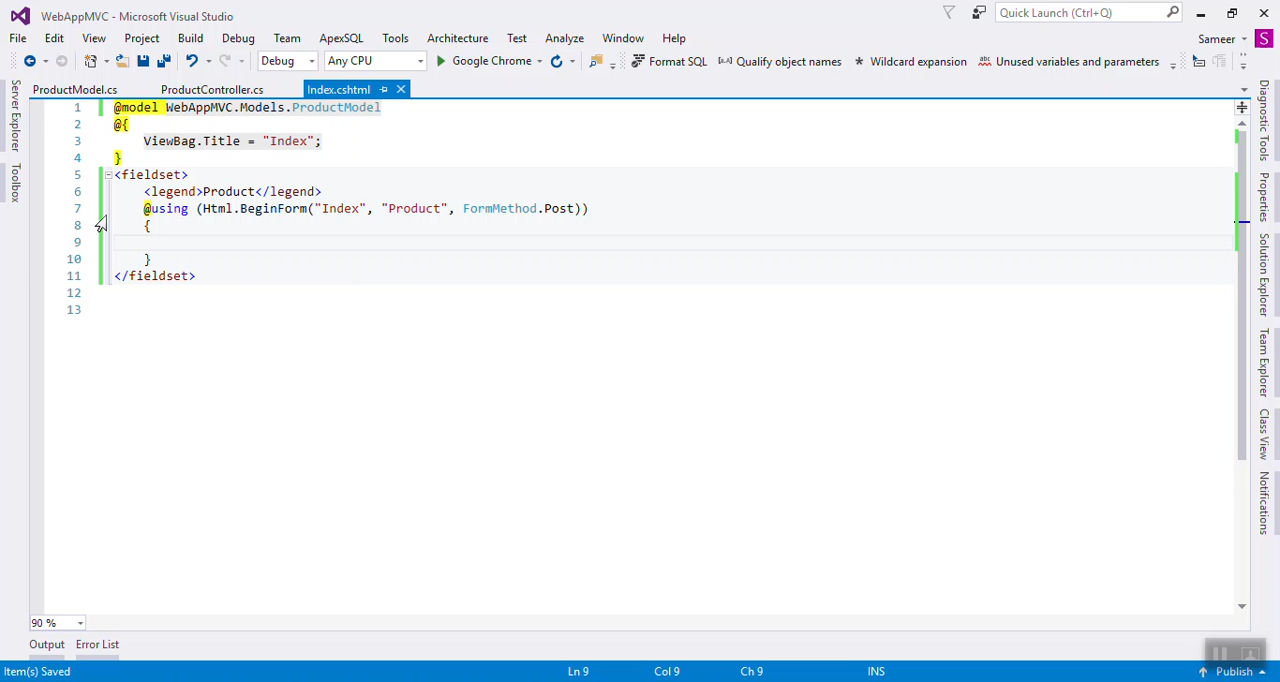 WebAppMVC - Microsoft Visual Studio
Quick Launch (Ctrl+Q)
File Edit View Project Build Debug Team ApexSQL Tools Architecture Test Analyze Window Help
Sameer S
Debug Any CPU Google Chrome Format SQL Qualify object names Wildcard expansion Unused variables and parameters
ProductModel.cs ProductController.cs Index.cshtml
1 @model WebAppMVC.Models.ProductModel
2 @{
3 ViewBag.Title = "Index";
4 }
5 <fieldset>
6 <legend>Product</legend>
7 @using (Html.BeginForm("Index", "Product", FormMethod.Post))
8 {
9
10 }
11 </fieldset>
12
13
Server Explorer
Toolbox
Diagnostic Tools
Properties
Solution Explorer
Team Explorer
Class View
Notifications
90 %
Output Error List
Item(s) Saved Ln 9 Col 9 Ch 9 INS Publish